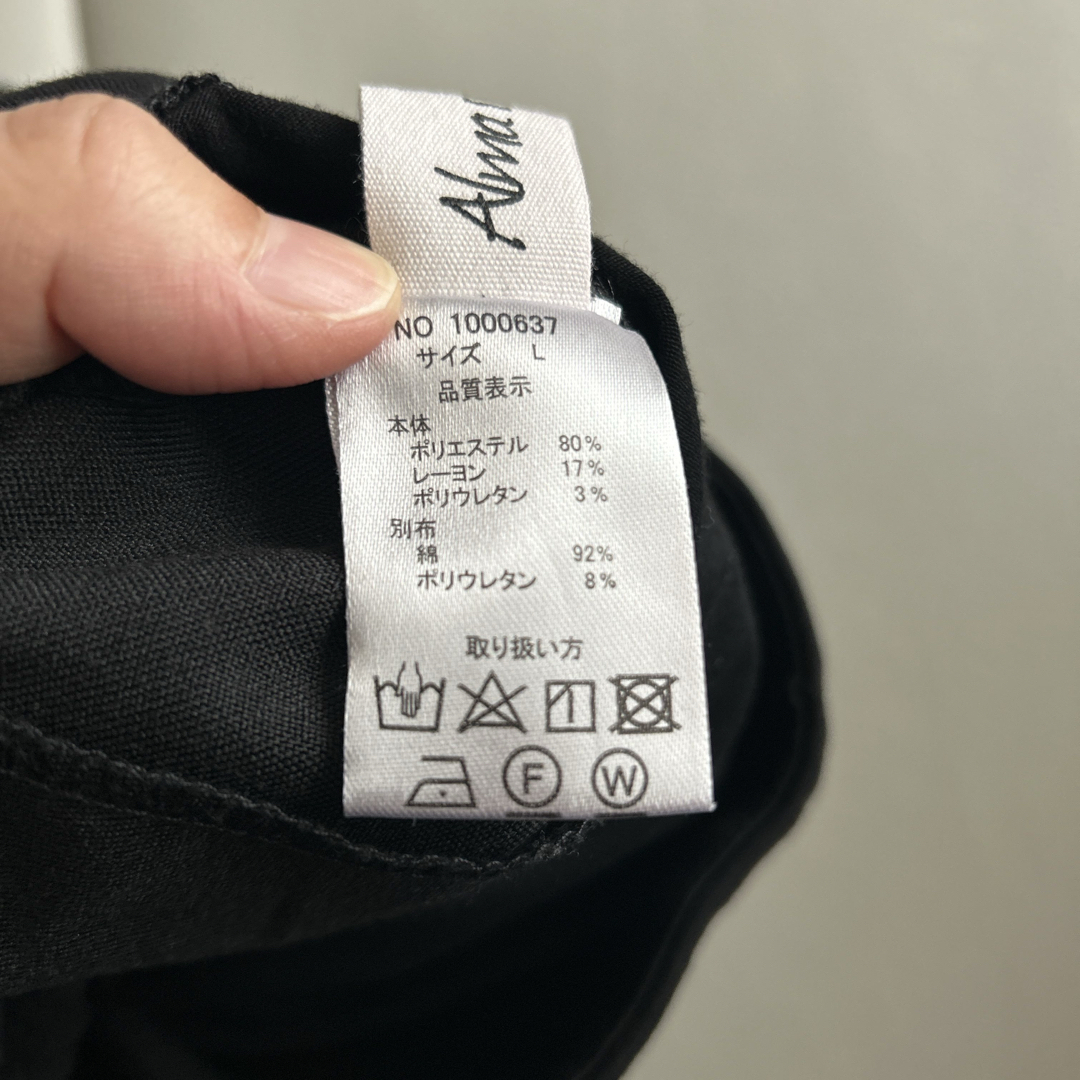 Alma
NO 1000637
サイズ L
品質表示
本体
ポリエステル 80%
レーヨン 17%
ポリウレタン 3%
別布
綿 92%
ポリウレタン 8%
取り扱い方
F W